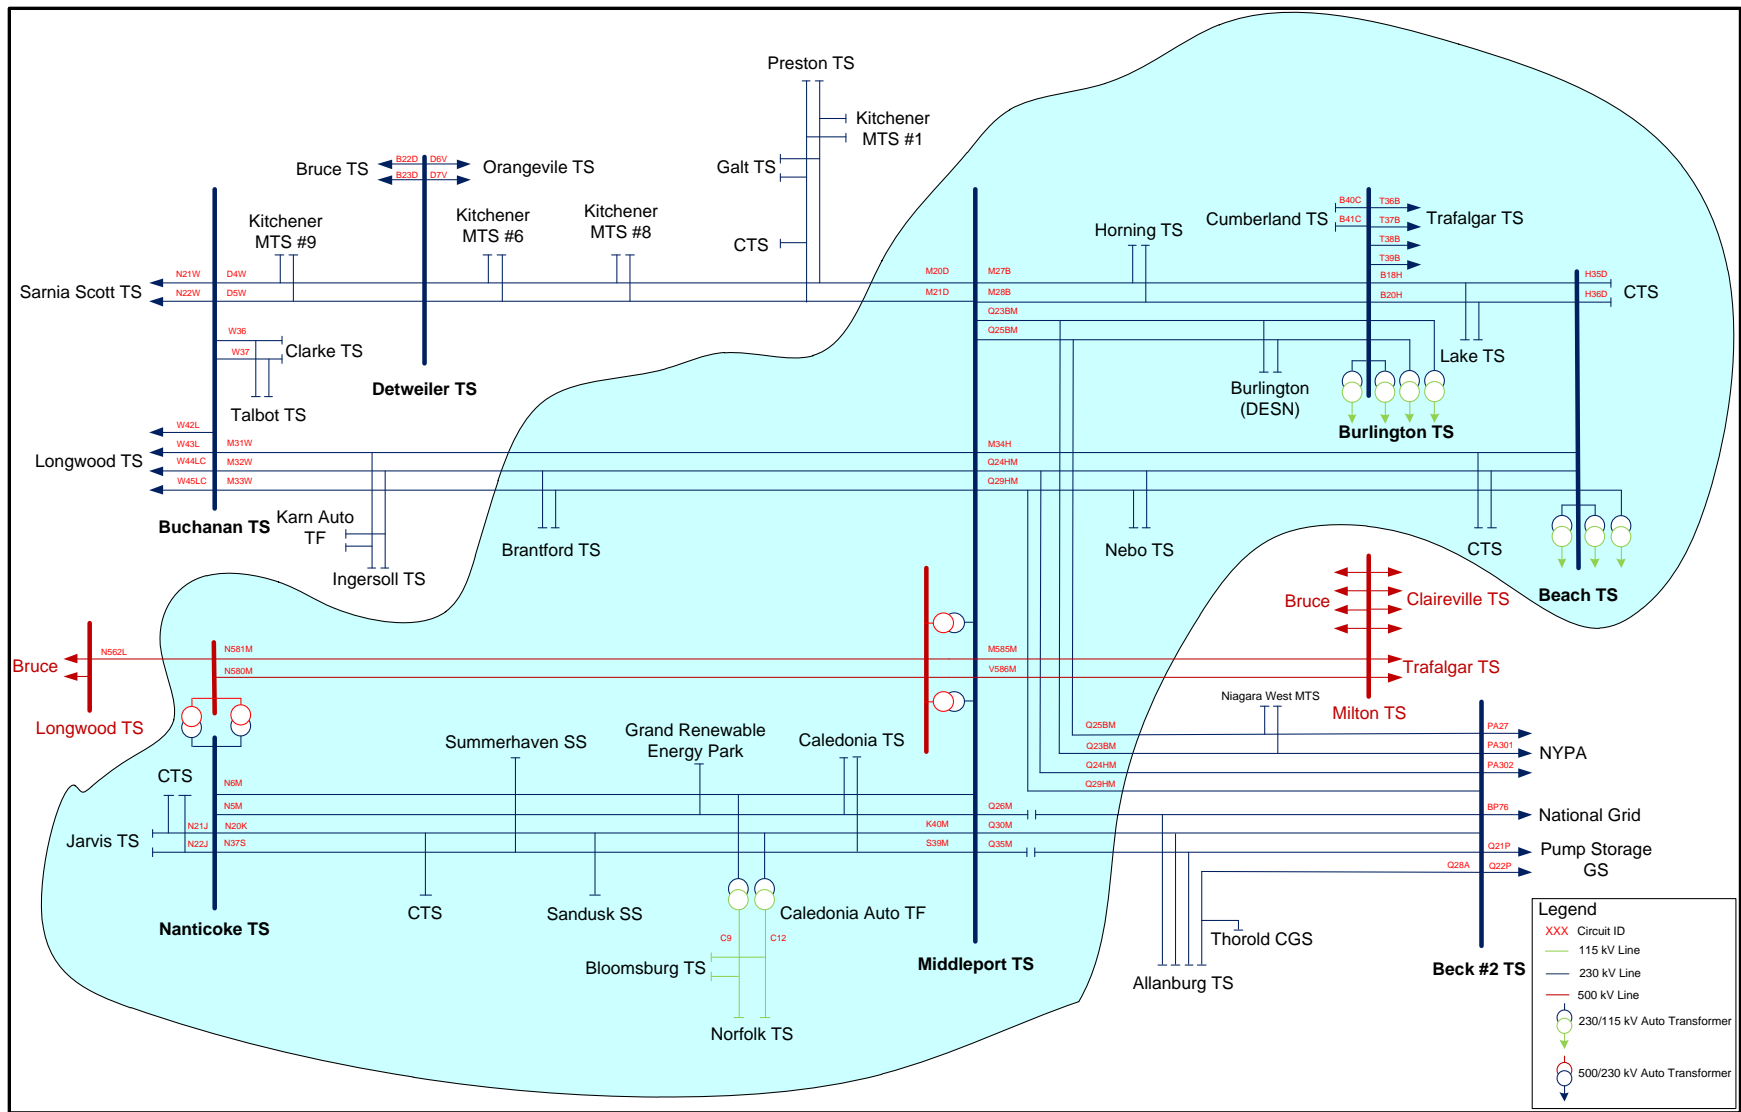 Preston TS
Kitchener
MTS #1
Galt TS
CTS
Bruce TS
B22D
D6V
B23D
D7V
Orangevile TS
Kitchener
MTS #9
Kitchener
MTS #6
Kitchener
MTS #8
Sarnia Scott TS
N21W
D4W
N22W
D5W
M20D
M27B
M21D
M28B
Q23BM
Q25BM
Horning TS
Cumberland TS
B40C
B41C
T36B
T37B
T38B
T39B
Trafalgar TS
B18H
B20H
H35D
H36D
CTS
W36
W37
Clarke TS
Talbot TS
Detweiler TS
Lake TS
Burlington
(DESN)
Burlington TS
Longwood TS
W42L
W43L
M31W
W44LC
M32W
W45LC
M33W
M34H
Q24HM
Q29HM
Buchanan TS
Karn Auto
TF
Ingersoll TS
Brantford TS
Nebo TS
CTS
Beach TS
Bruce
Claireville TS
Bruce
N562L
N581M
N580M
M585M
V586M
Trafalgar TS
Longwood TS
Milton TS
Niagara West MTS
Summerhaven SS
Grand Renewable
Energy Park
Caledonia TS
Q25BM
PA27
Q23BM
PA301
NYPA
Q24HM
PA302
Q29HM
CTS
N6M
N5M
Q26M
BP76
National Grid
Jarvis TS
N21J
N20K
K40M
Q30M
N22J
N37S
S39M
Q35M
Q21P
Pump Storage
GS
Q28A
Q22P
CTS
Sandusk SS
Caledonia Auto TF
Nanticoke TS
C9
C12
Thorold CGS
Bloomsburg TS
Middleport TS
Allanburg TS
Beck #2 TS
Norfolk TS
Legend
XXX Circuit ID
115 kV Line
230 kV Line
500 kV Line
230/115 kV Auto Transformer
500/230 kV Auto Transformer